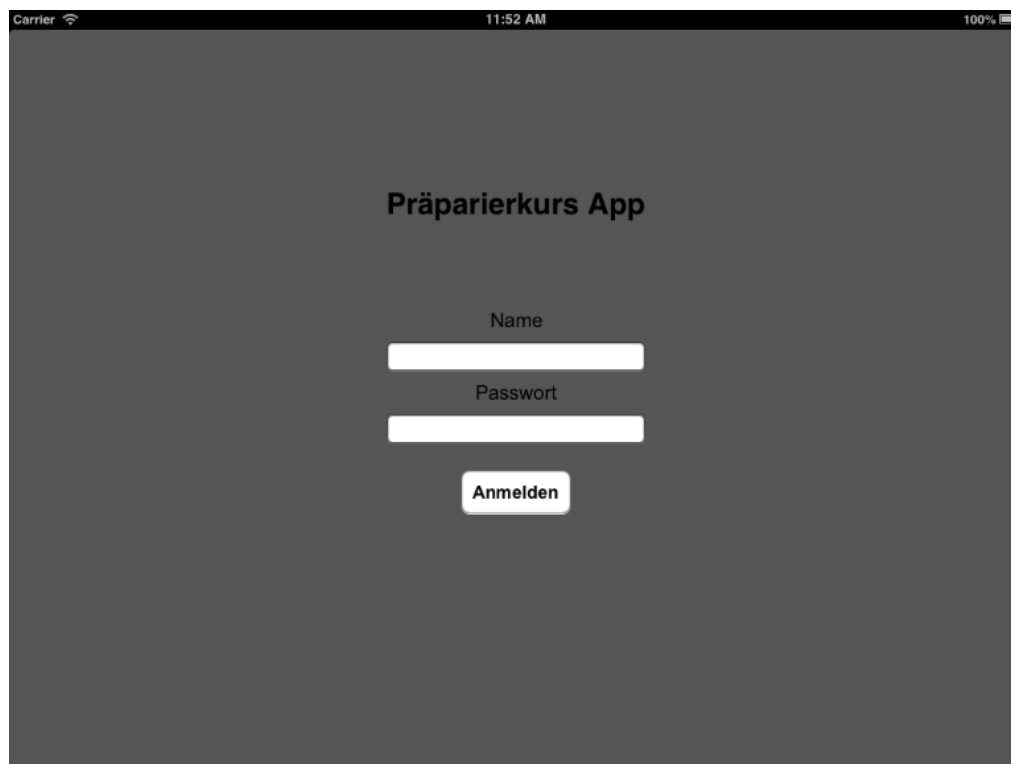 Carrier 11:52 AM 100%
Präparierkurs App
Name
Passwort
Anmelden